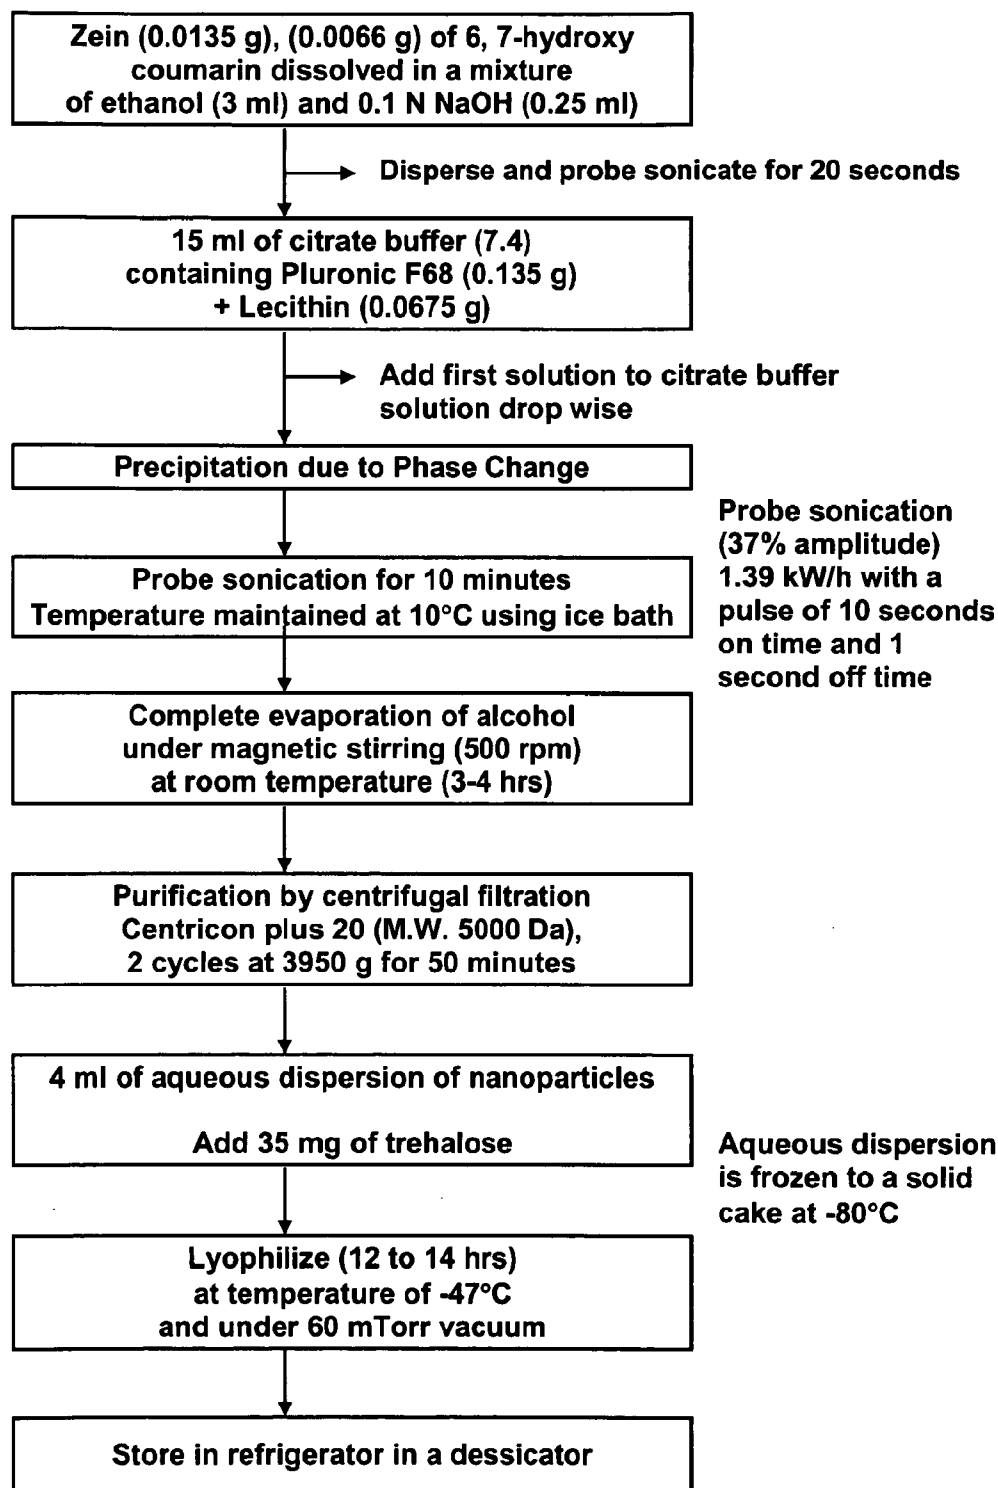 Zein (0.0135 g), (0.0066 g) of 6, 7-hydroxy
coumarin dissolved in a mixture
of ethanol (3 ml) and 0.1 N NaOH (0.25 ml)
Disperse and probe sonicate for 20 seconds
15 ml of citrate buffer (7.4)
containing Pluronic F68 (0.135 g)
+ Lecithin (0.0675 g)
Add first solution to citrate buffer
solution drop wise
Precipitation due to Phase Change
Probe sonication for 10 minutes
Temperature maintained at 10°C using ice bath
Probe sonication
(37% amplitude)
1.39 kW/h with a
pulse of 10 seconds
on time and 1
second off time
Complete evaporation of alcohol
under magnetic stirring (500 rpm)
at room temperature (3-4 hrs)
Purification by centrifugal filtration
Centricon plus 20 (M.W. 5000 Da),
2 cycles at 3950 g for 50 minutes
4 ml of aqueous dispersion of nanoparticles
Add 35 mg of trehalose
Aqueous dispersion
is frozen to a solid
cake at -80°C
Lyophilize (12 to 14 hrs)
at temperature of -47°C
and under 60 mTorr vacuum
Store in refrigerator in a dessicator